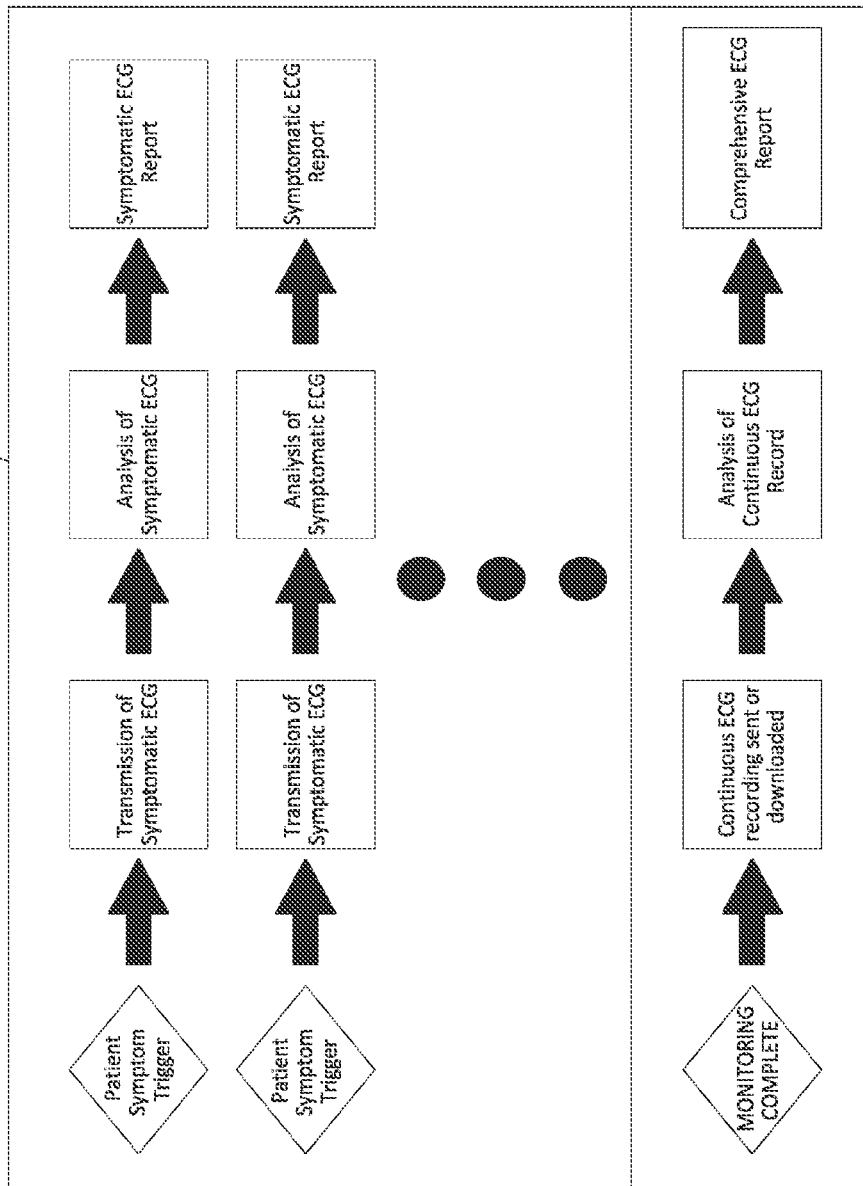 Patient
Symptom
Trigger
Transmission of
Symptomatic ECG
Analysis of
Symptomatic ECG
Symptomatic ECG
Report
Patient
Symptom
Trigger
Transmission of
Symptomatic ECG
Analysis of
Symptomatic ECG
Symptomatic ECG
Report
MONITORING
COMPLETE
Continuous ECG
recording sent or
downloaded
Analysis of
Continuous ECG
Record
Comprehensive ECG
Report